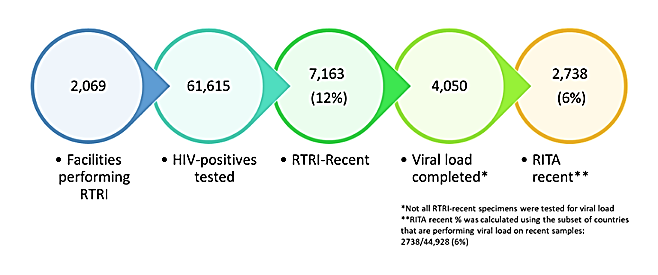 2,069
61,615
7,163
(12%)
4,050
2,738
(6%)
• Facilities
performing
RTRI
• HIV-positives
tested
• RTRI-Recent
• Viral load
completed*
• RITA
recent**
*Not all RTRI-recent specimens were tested for viral load
**RITA recent % was calculated using the subset of countries
that are performing viral load on recent samples:
2738/44,928 (6%)